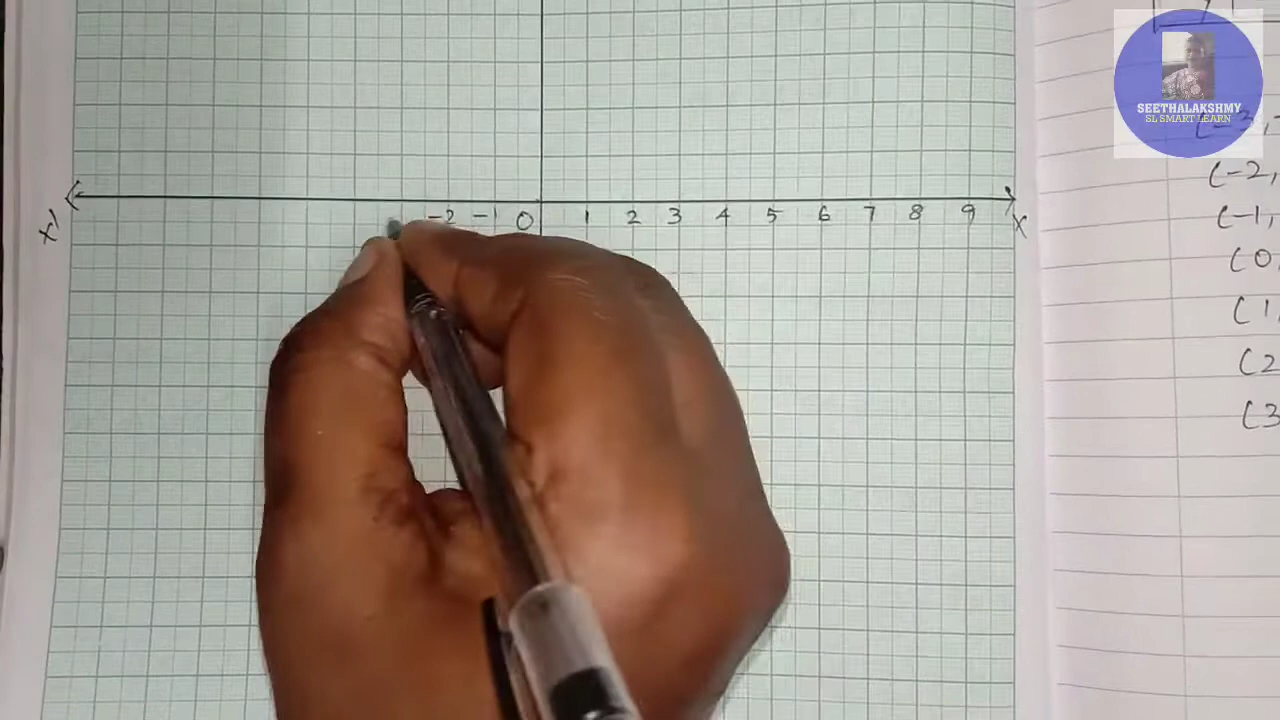 SEETHALAKSHMY
SL SMART LEARN
(-3,
(-2,
(-1,
(0,
(1,
(2
(3
X' -2 -1 0 1 2 3 4 5 6 7 8 9 X